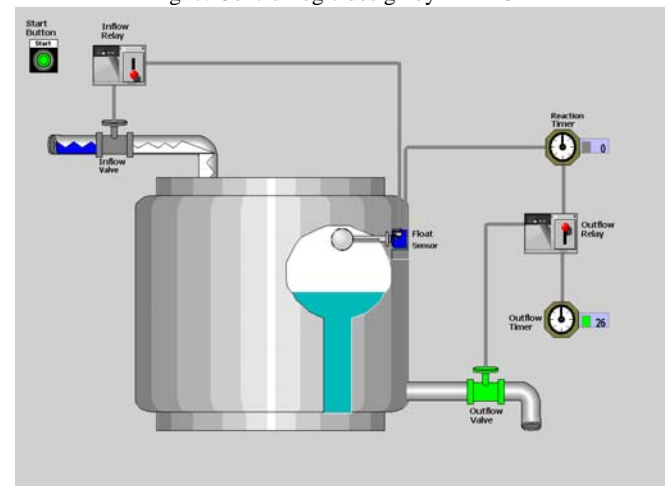 Start
Button
Start
Inflow
Relay
Inflow
Valve
Float
Sensor
Reaction
Timer
0
Outflow
Relay
Outflow
Timer
26
Outflow
Valve